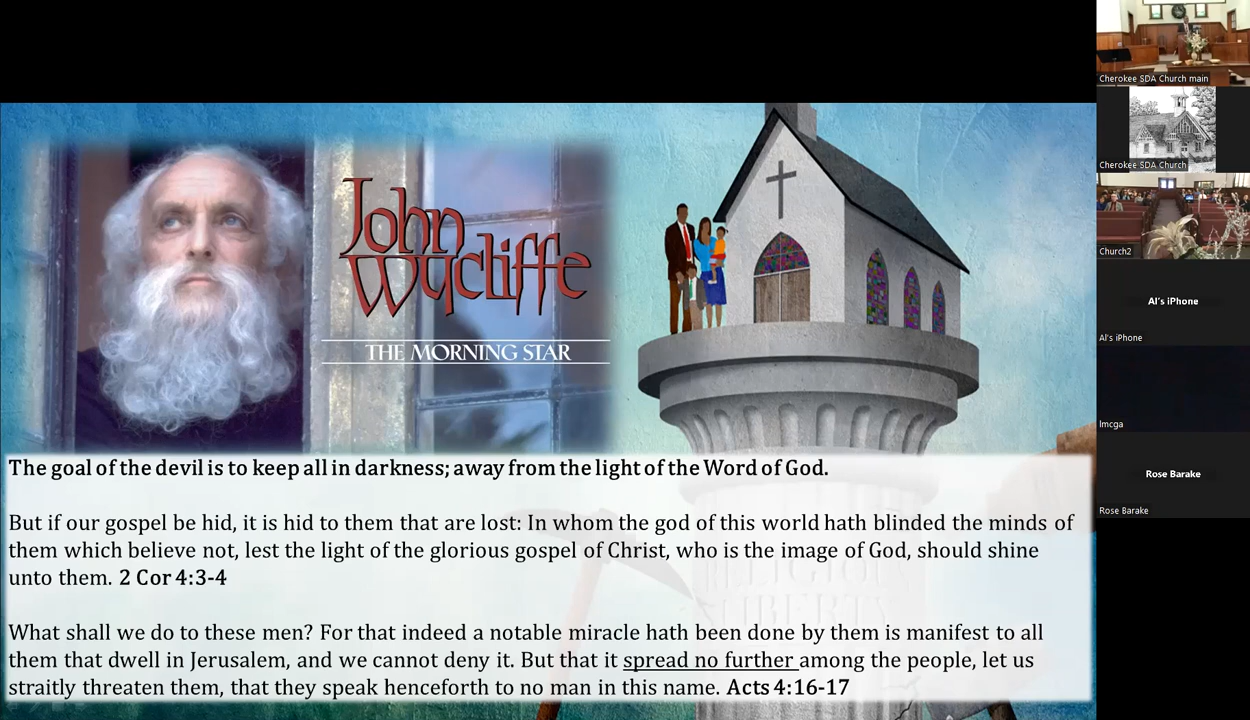 John
Wycliffe
THE MORNING STAR
The goal of the devil is to keep all in darkness; away from the light of the Word of God.
But if our gospel be hid, it is hid to them that are lost: In whom the god of this world hath blinded the minds of
them which believe not, lest the light of the glorious gospel of Christ, who is the image of God, should shine
unto them. 2 Cor 4:3-4
What shall we do to these men? For that indeed a notable miracle hath been done by them is manifest to all
them that dwell in Jerusalem, and we cannot deny it. But that it spread no further among the people, let us
straitly threaten them, that they speak henceforth to no man in this name. Acts 4:16-17
RELIGIOUS
LIBERTY
Cherokee SDA Church main
Cherokee SDA Church
Church2
Al's iPhone
Al's iPhone
lmcga
Rose Barake
Rose Barake